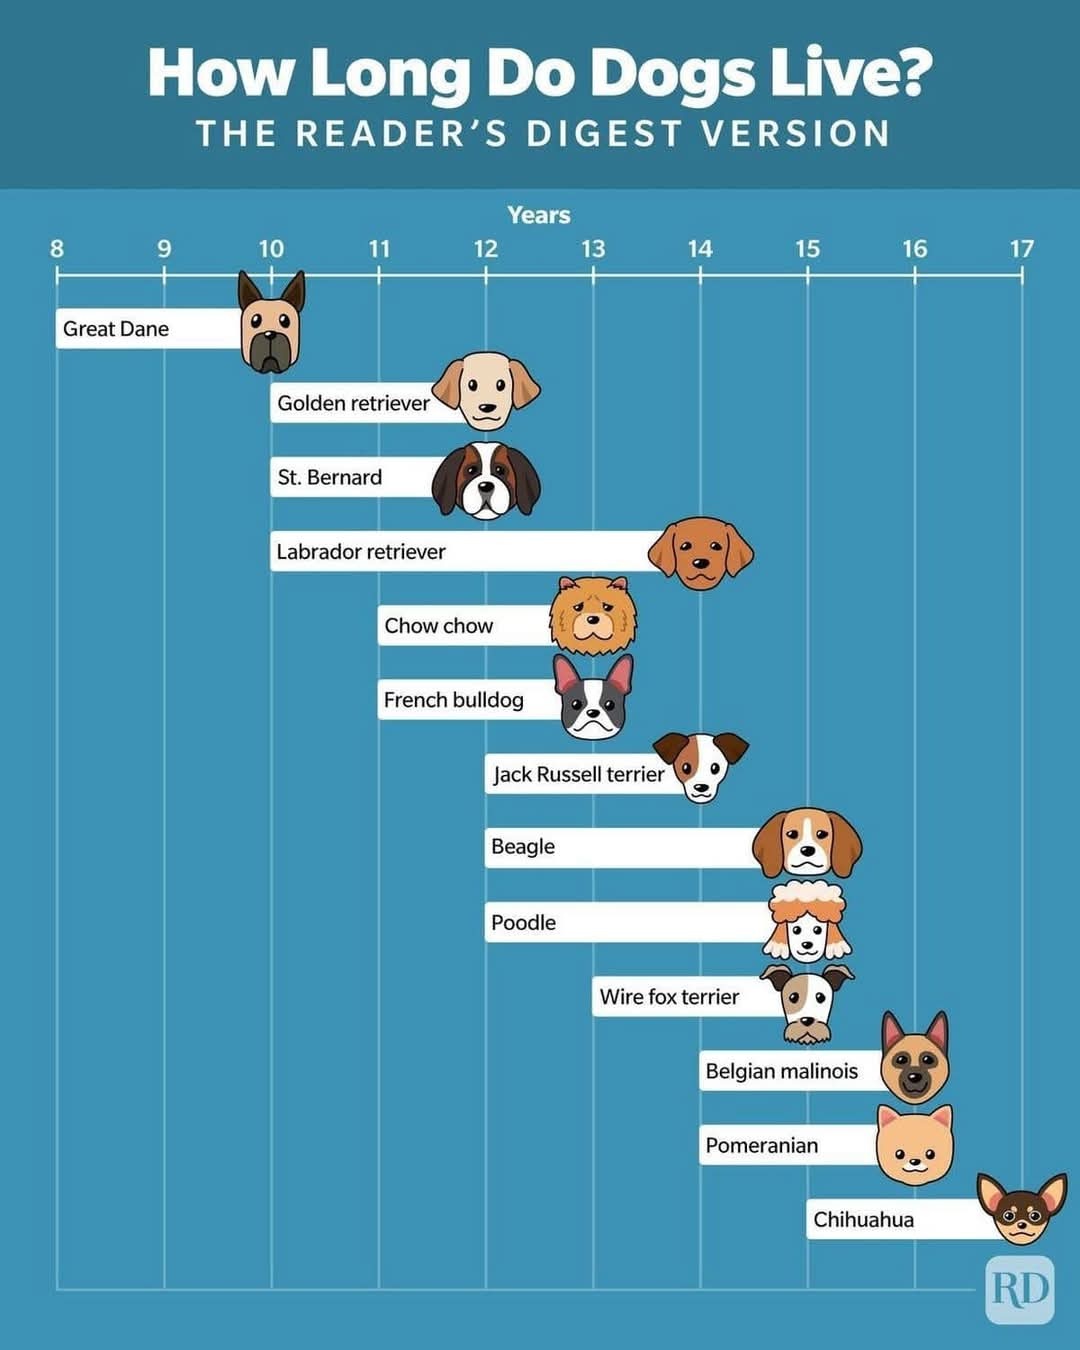 How Long Do Dogs Live?
THE READER'S DIGEST VERSION
Years
8 9 10 11 12 13 14 15 16 17
Great Dane
Golden retriever
St. Bernard
Labrador retriever
Chow chow
French bulldog
Jack Russell terrier
Beagle
Poodle
Wire fox terrier
Belgian malinois
Pomeranian
Chihuahua
RD